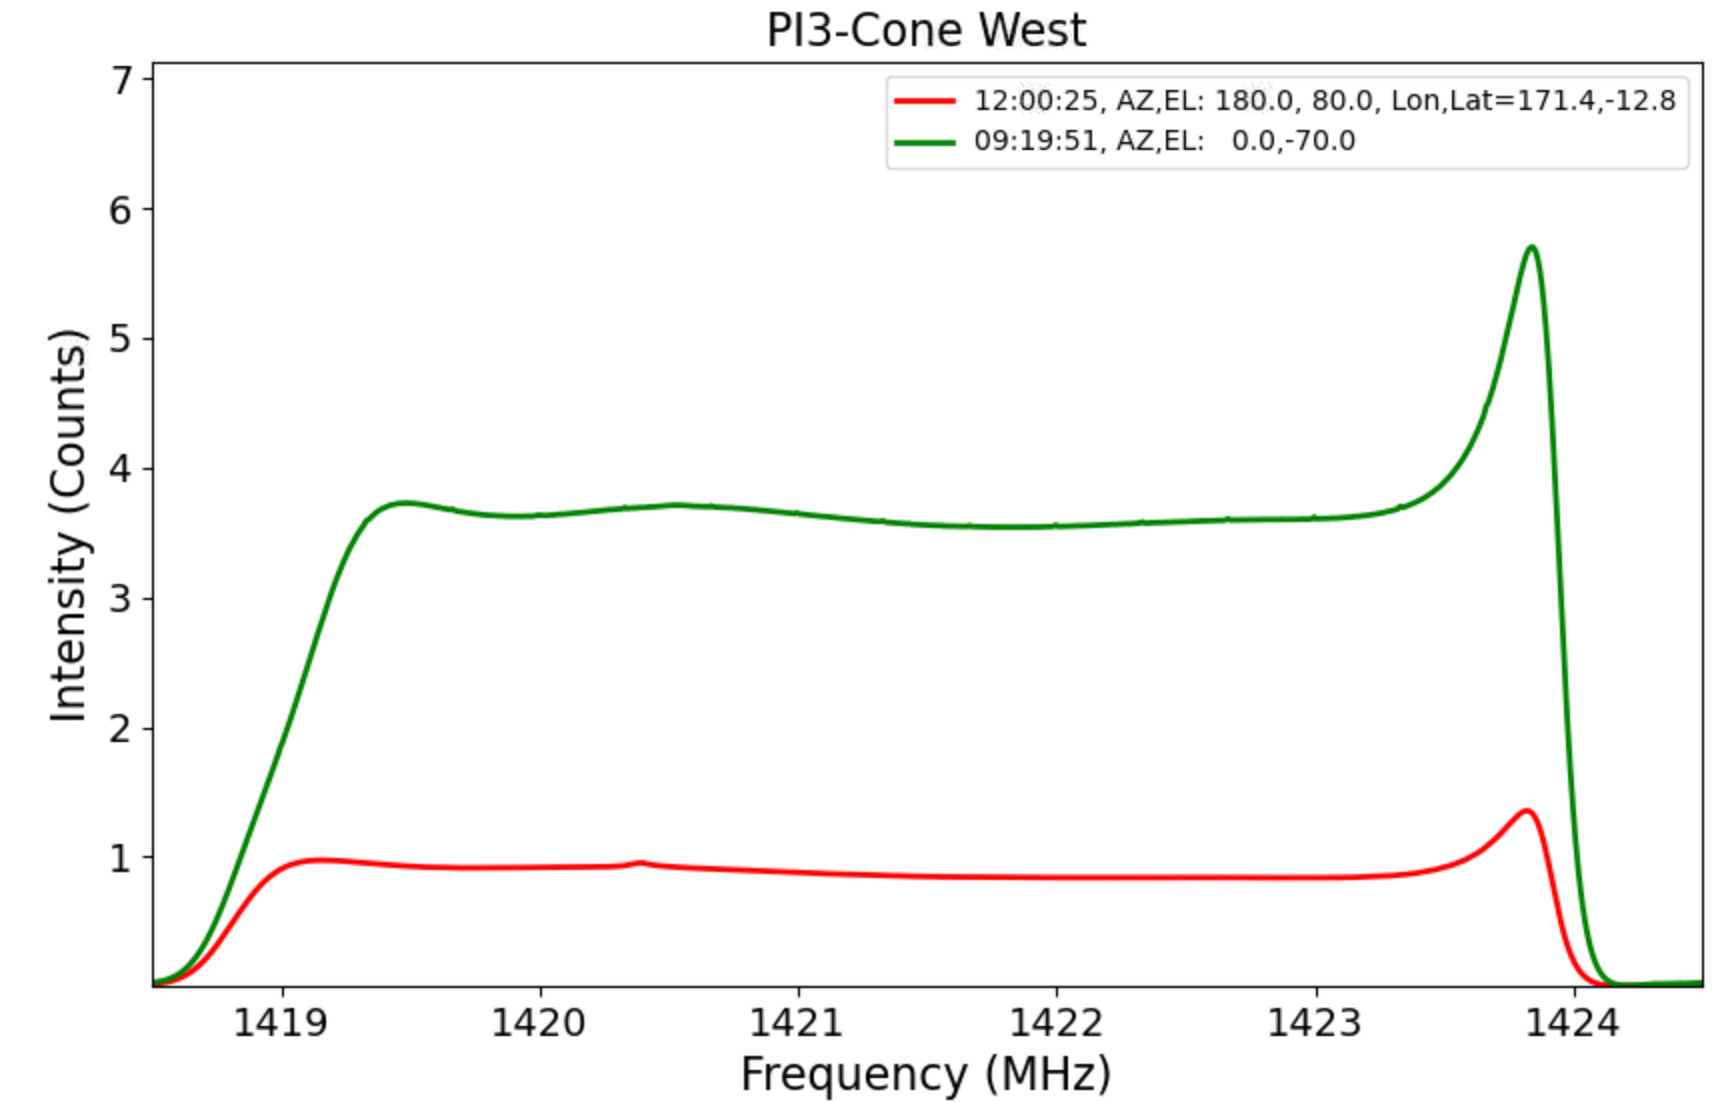 PI3-Cone West
12:00:25, AZ,EL: 180.0, 80.0, Lon,Lat=171.4,-12.8
09:19:51, AZ,EL:   0.0,-70.0
7
6
5
4
3
2
1
Intensity (Counts)
1419 1420 1421 1422 1423 1424
Frequency (MHz)